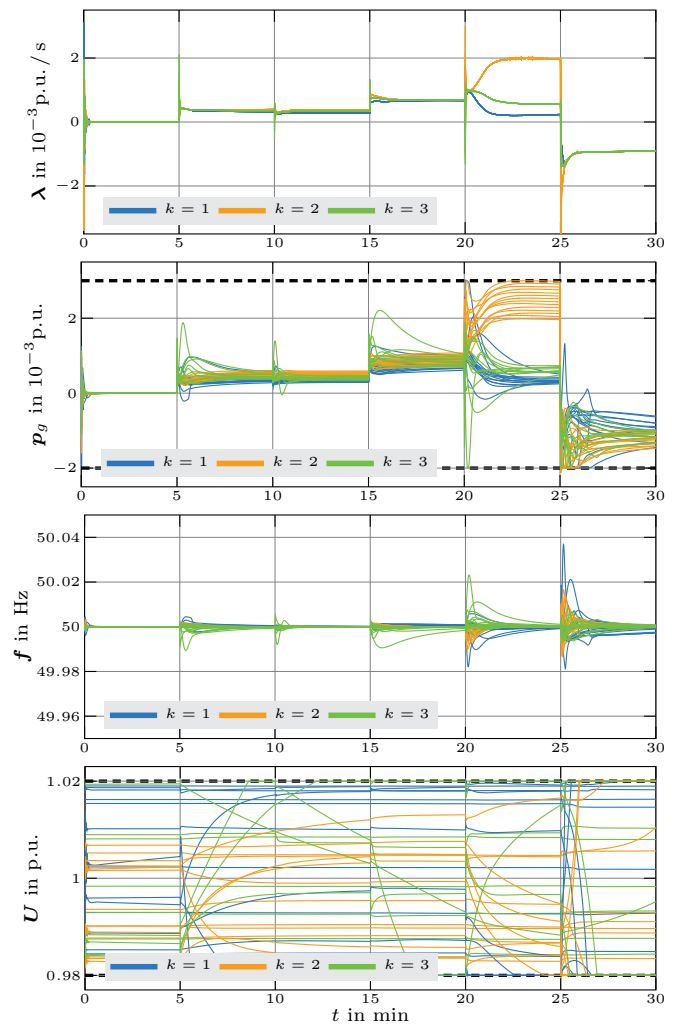 λ in 10⁻³p.u./s
2
0
−2
k = 1 k = 2 k = 3
0 5 10 15 20 25 30
p_g in 10⁻³p.u.
2
0
−2
k = 1 k = 2 k = 3
0 5 10 15 20 25 30
f in Hz
50.04
50.02
50
49.98
49.96
k = 1 k = 2 k = 3
0 5 10 15 20 25 30
U in p.u.
1.02
1
0.98
k = 1 k = 2 k = 3
0 5 10 15 20 25 30
t in min